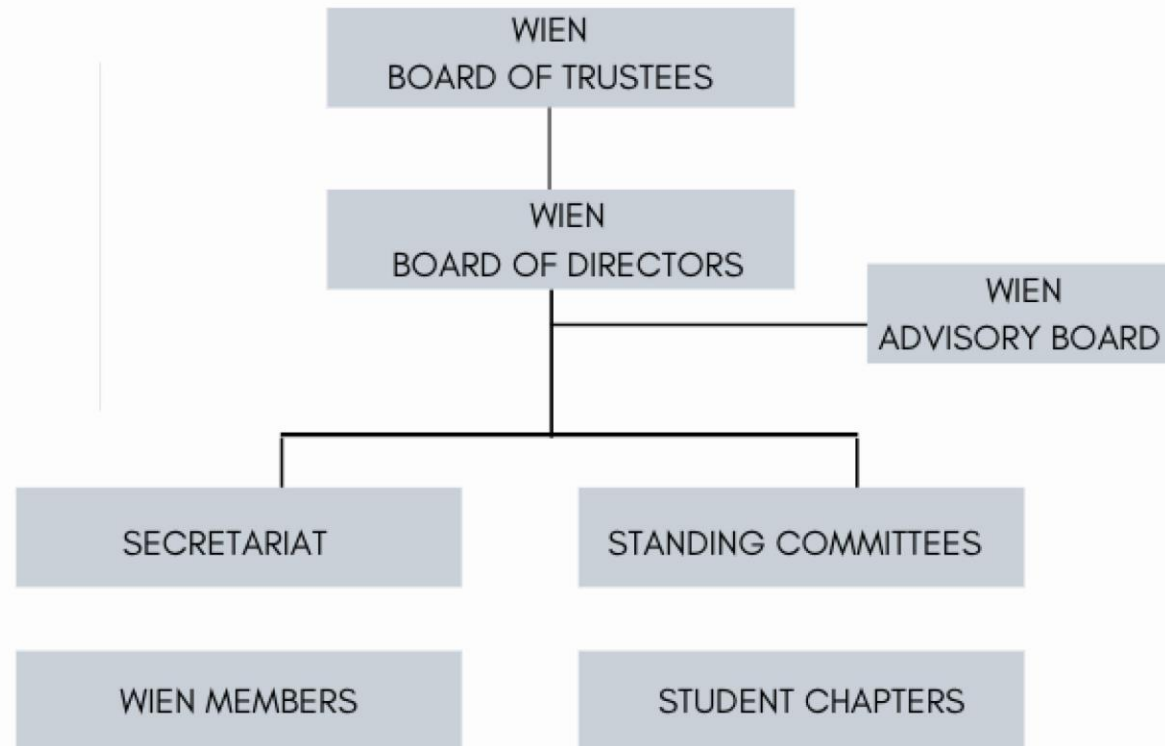 WIEN
BOARD OF TRUSTEES
WIEN
BOARD OF DIRECTORS
WIEN
ADVISORY BOARD
SECRETARIAT
STANDING COMMITTEES
WIEN MEMBERS
STUDENT CHAPTERS